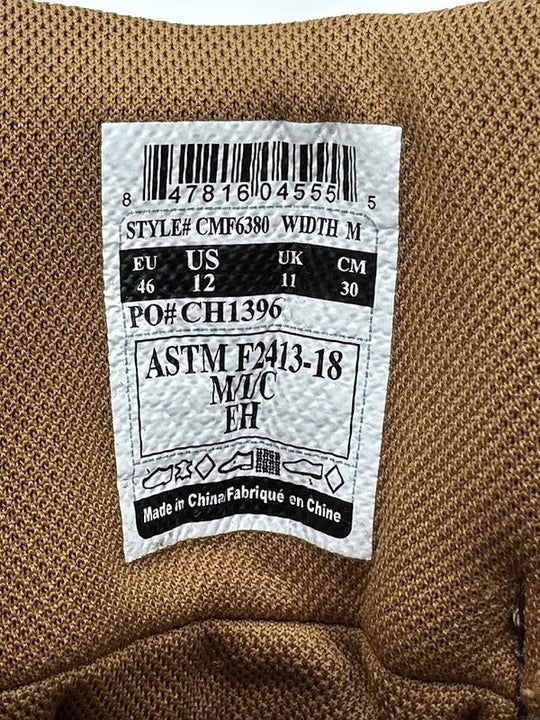 8 47816 04555 5
STYLE# CMF6380 WIDTH M
EU US UK CM
46 12 11 30
PO# CH1396
ASTM F2413-18
M/I/C
EH
Made in China/Fabriqué en Chine